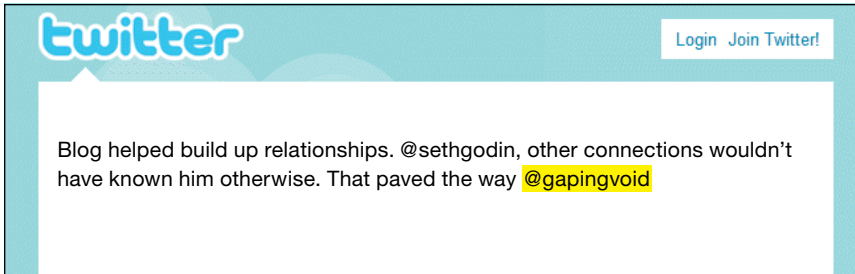 twitter
Login Join Twitter!
Blog helped build up relationships. @sethgodin, other connections wouldn't
have known him otherwise. That paved the way @gapingvoid